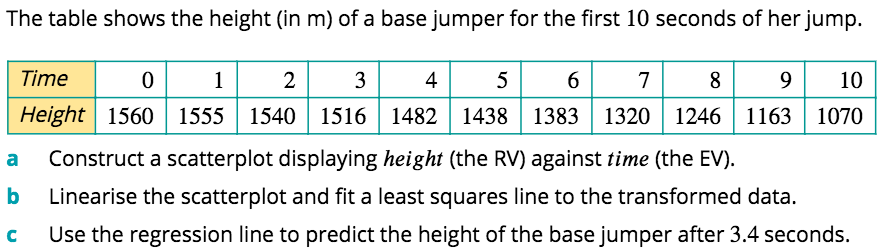 The table shows the height (in m) of a base jumper for the first 10 seconds of her jump.
Time 0 1 2 3 4 5 6 7 8 9 10
Height 1560 1555 1540 1516 1482 1438 1383 1320 1246 1163 1070
a Construct a scatterplot displaying height (the RV) against time (the EV).
b Linearise the scatterplot and fit a least squares line to the transformed data.
c Use the regression line to predict the height of the base jumper after 3.4 seconds.